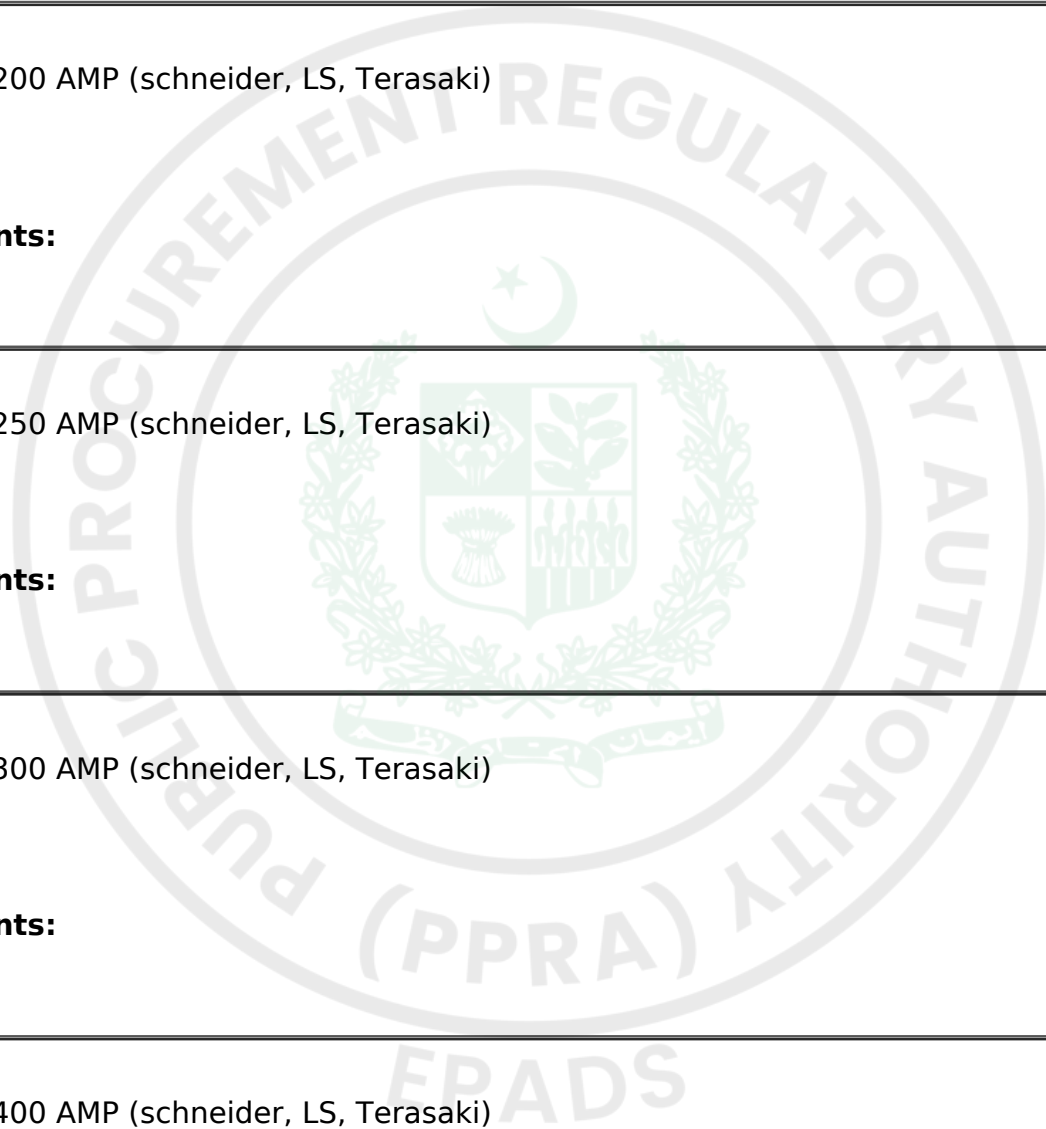 200 AMP (schneider, LS, Terasaki)
nts:
250 AMP (schneider, LS, Terasaki)
nts:
300 AMP (schneider, LS, Terasaki)
nts:
400 AMP (schneider, LS, Terasaki)
PUBLIC PROCUREMENT REGULATORY AUTHORITY
(PPRA)
EPADS